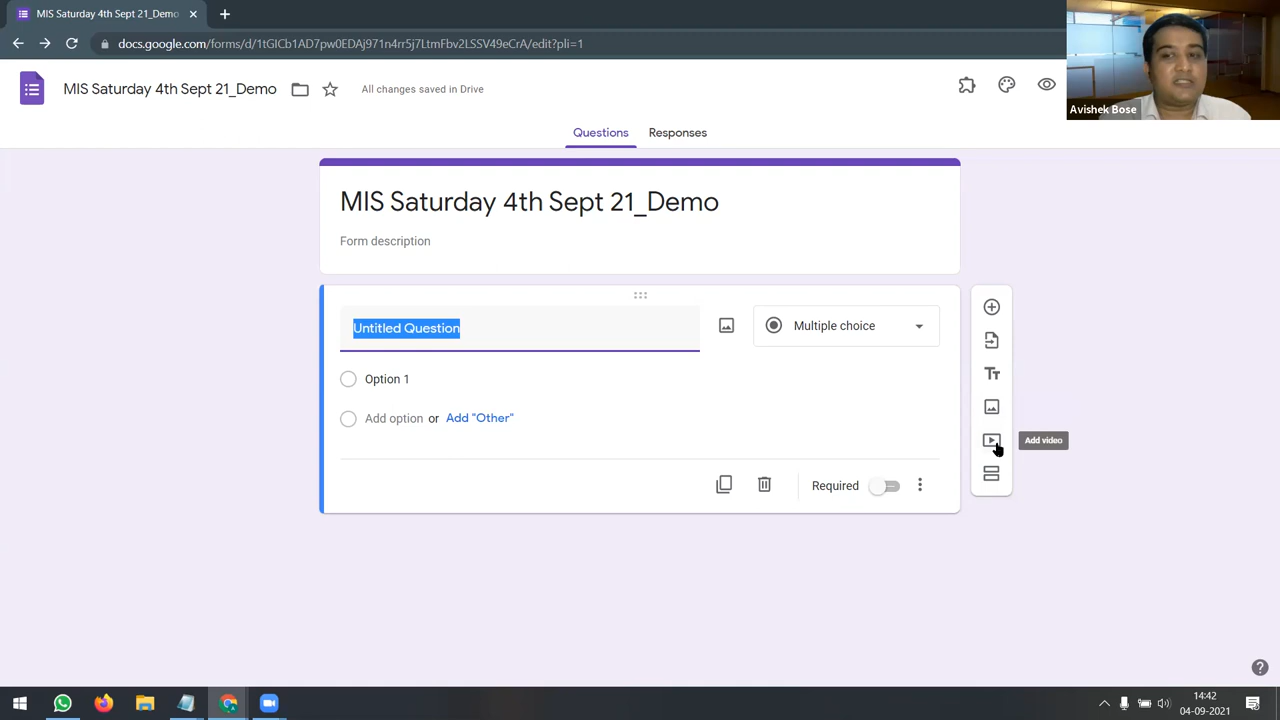 MIS Saturday 4th Sept 21_Demo
docs.google.com/forms/d/1tGICb1AD7pw0EDAj971n4rr5j7LtmFbv2LSSV49eCrA/edit?pli=1
MIS Saturday 4th Sept 21_Demo
All changes saved in Drive
Avishek Bose
Questions
Responses
MIS Saturday 4th Sept 21_Demo
Form description
Untitled Question
Multiple choice
Option 1
Add option or Add "Other"
Add video
Required
14:42
04-09-2021